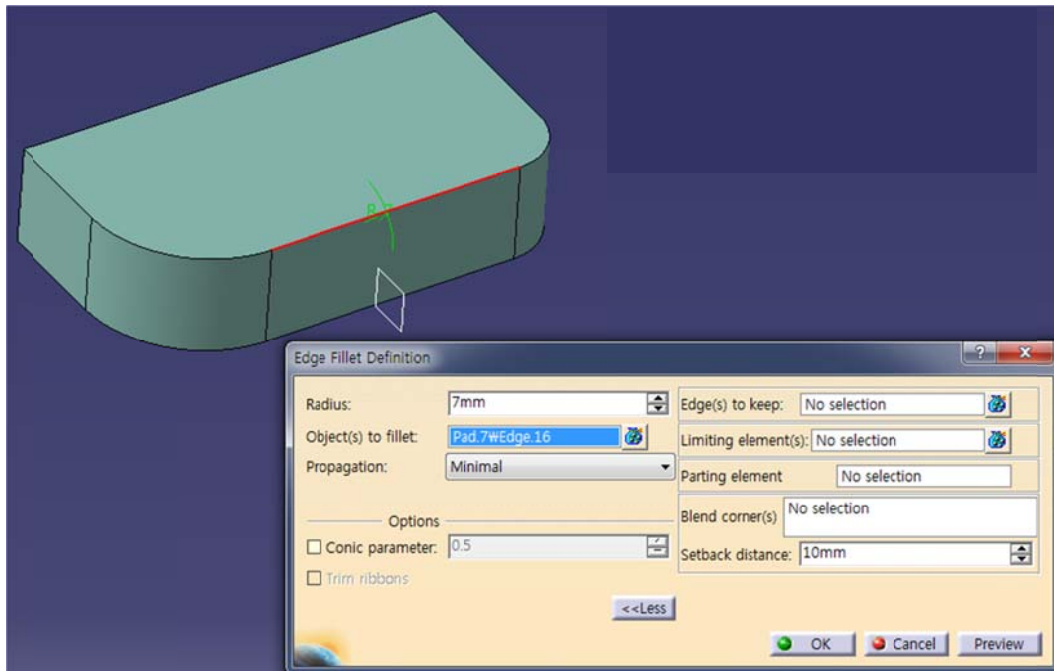 R 7
Edge Fillet Definition
?
x
Radius: 7mm
Object(s) to fillet: Pad.7₩Edge.16
Propagation: Minimal
Options
Conic parameter: 0.5
Trim ribbons
Edge(s) to keep: No selection
Limiting element(s): No selection
Parting element No selection
Blend corner(s) No selection
Setback distance: 10mm
<<Less
OK Cancel Preview